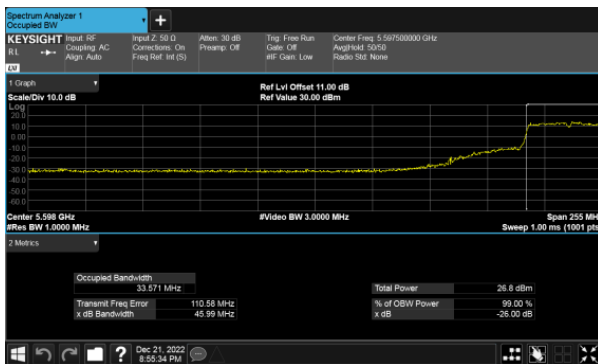 Spectrum Analyzer 1
Occupied BW
+
KEYSIGHT Input: RF Input Z: 50 Ω Atten: 30 dB Trig: Free Run Center Freq: 5.597500000 GHz
R L Coupling: AC Corrections: On Preamp: Off Gate: Off Avg|Hold: 50/50
Align: Auto Freq Ref: Int (S) #IF Gain: Low Radio Std: None
LXI
1 Graph
Ref Lvl Offset 11.00 dB
Scale/Div 10.0 dB Ref Value 30.00 dBm
Log
20.0
10.0
0.00
-10.0
-20.0
-30.0
-40.0
-50.0
-60.0
Center 5.598 GHz #Video BW 3.0000 MHz Span 255 MH
#Res BW 1.0000 MHz Sweep 1.00 ms (1001 pts
2 Metrics
Occupied Bandwidth
33.571 MHz Total Power 26.8 dBm
Transmit Freq Error 110.58 MHz % of OBW Power 99.00 %
x dB Bandwidth 45.99 MHz x dB -26.00 dB
? Dec 21, 2022
8:55:34 PM